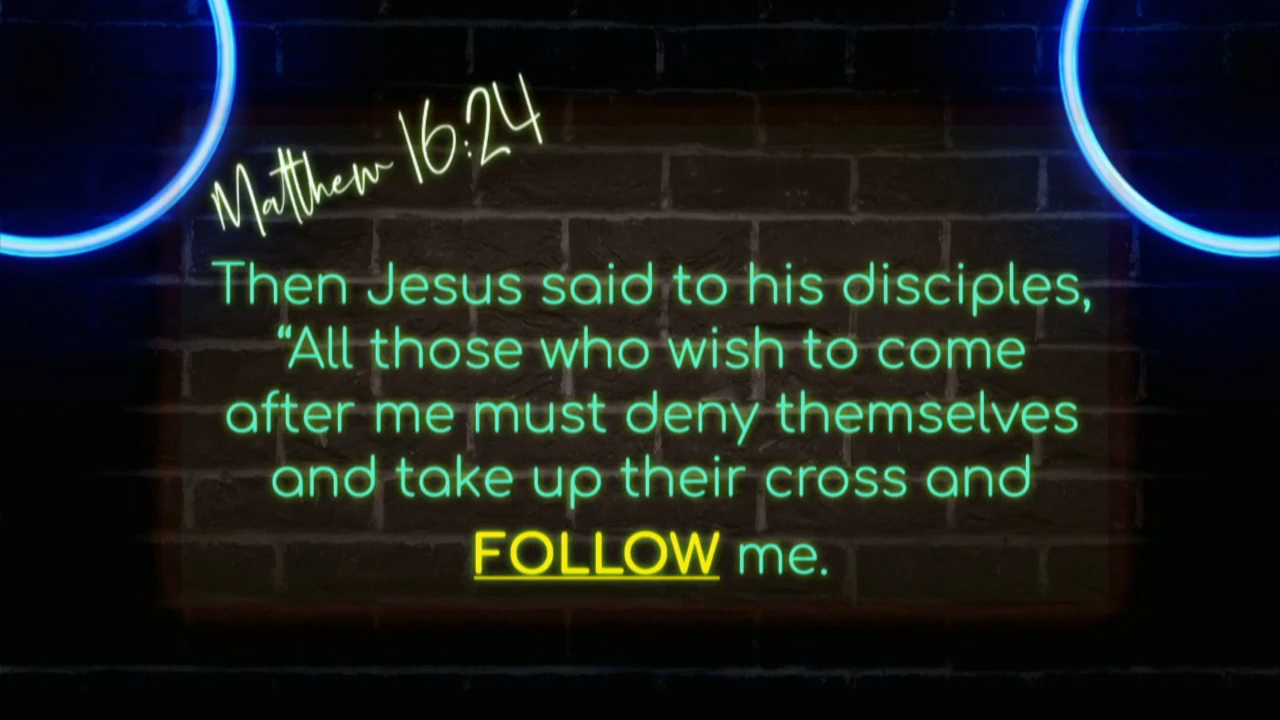 Matthew 16:24
Then Jesus said to his disciples,
“All those who wish to come
after me must deny themselves
and take up their cross and
FOLLOW me.